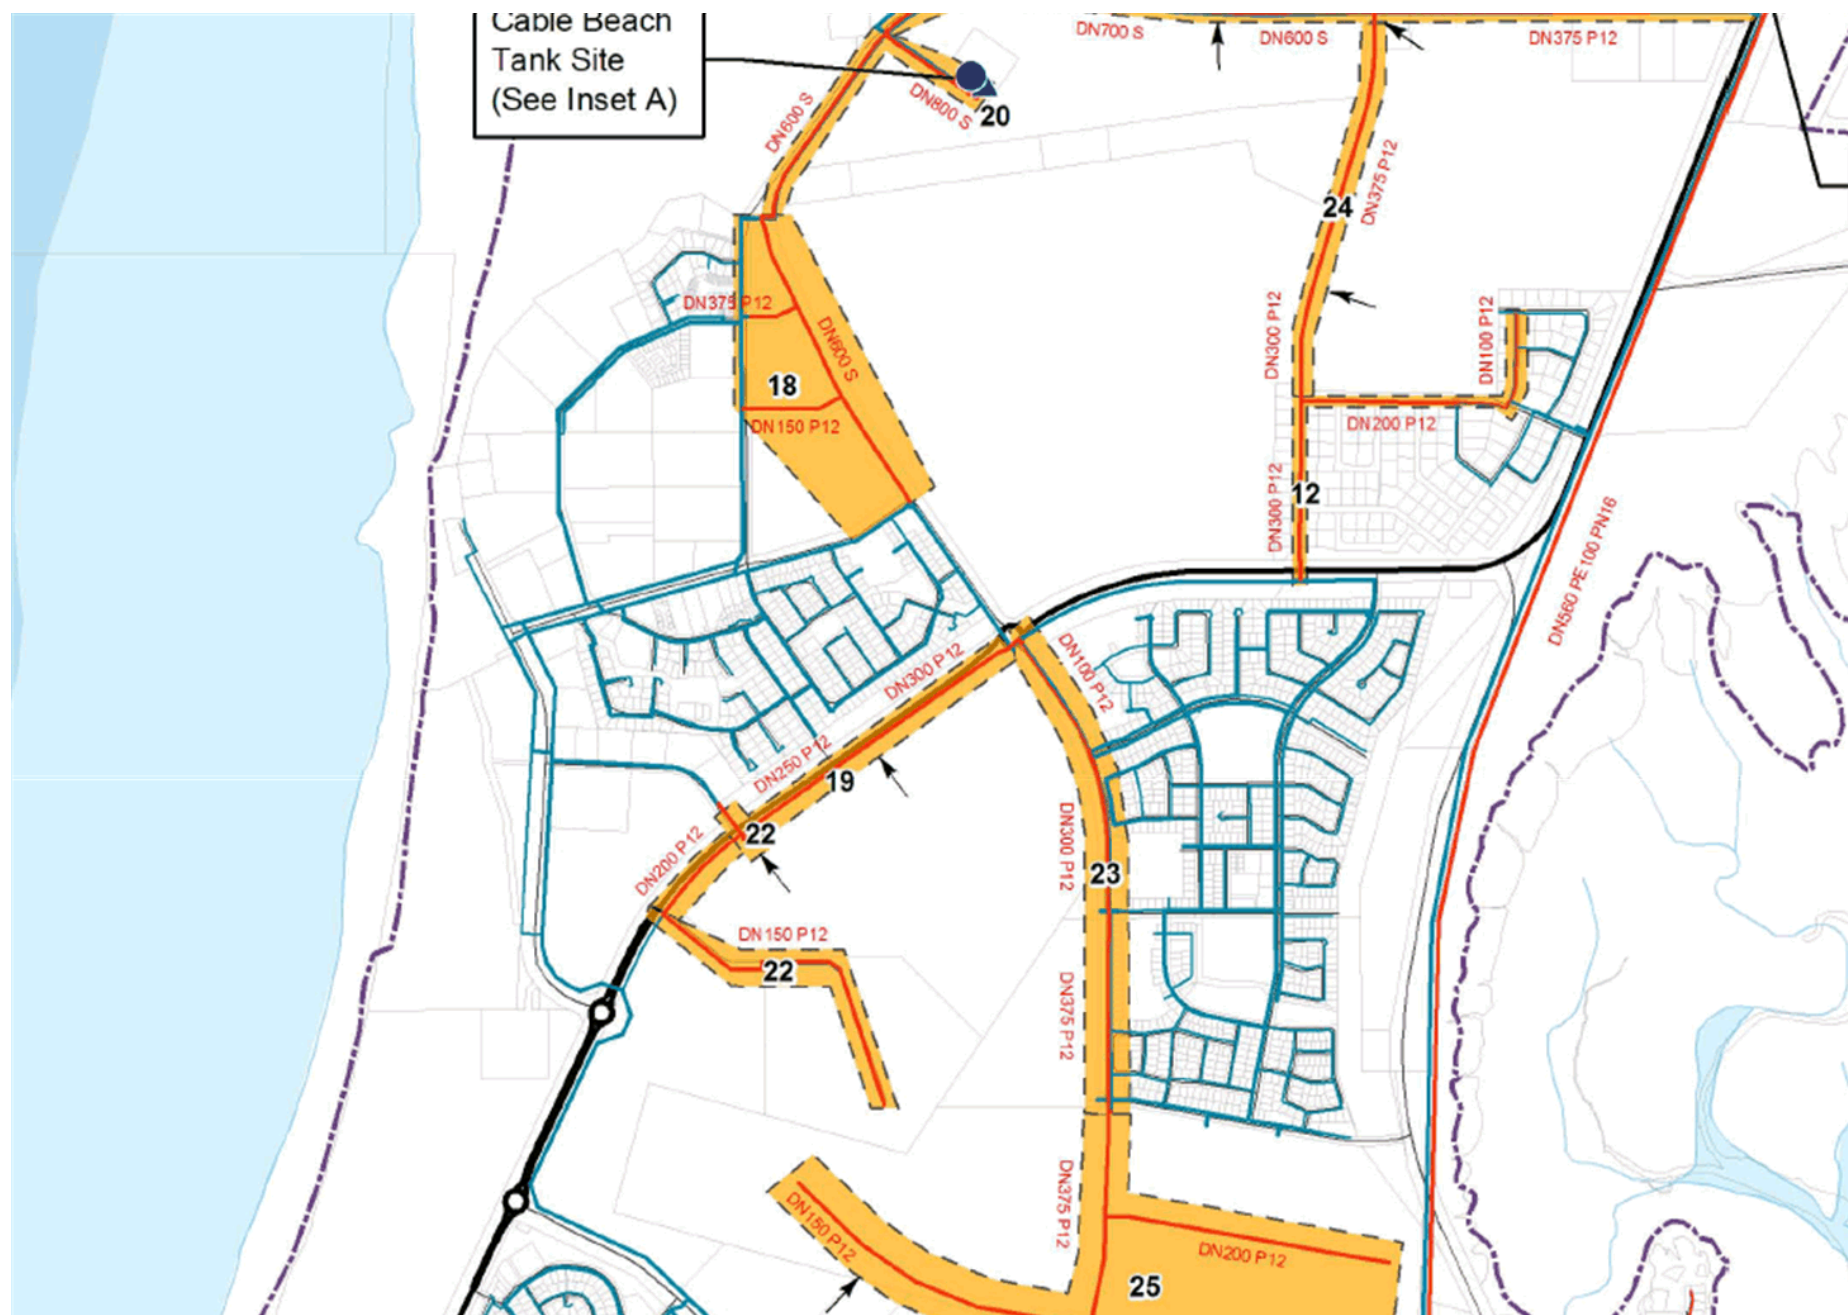 Cable Beach
Tank Site
(See Inset A)
DN700 S
DN600 S
DN375 P12
DN800 S
20
DN600 S
DN375 P12
24
DN375 P12
DN600 S
18
DN150 P12
DN300 P12
DN100 P12
DN200 P12
DN300 P12
12
DN560 PE100 PN16
DN300 P12
DN100 P12
DN250 P12
19
22
DN200 P12
DN300 P12
23
DN150 P12
22
DN375 P12
DN375 P12
DN150 P12
DN200 P12
25